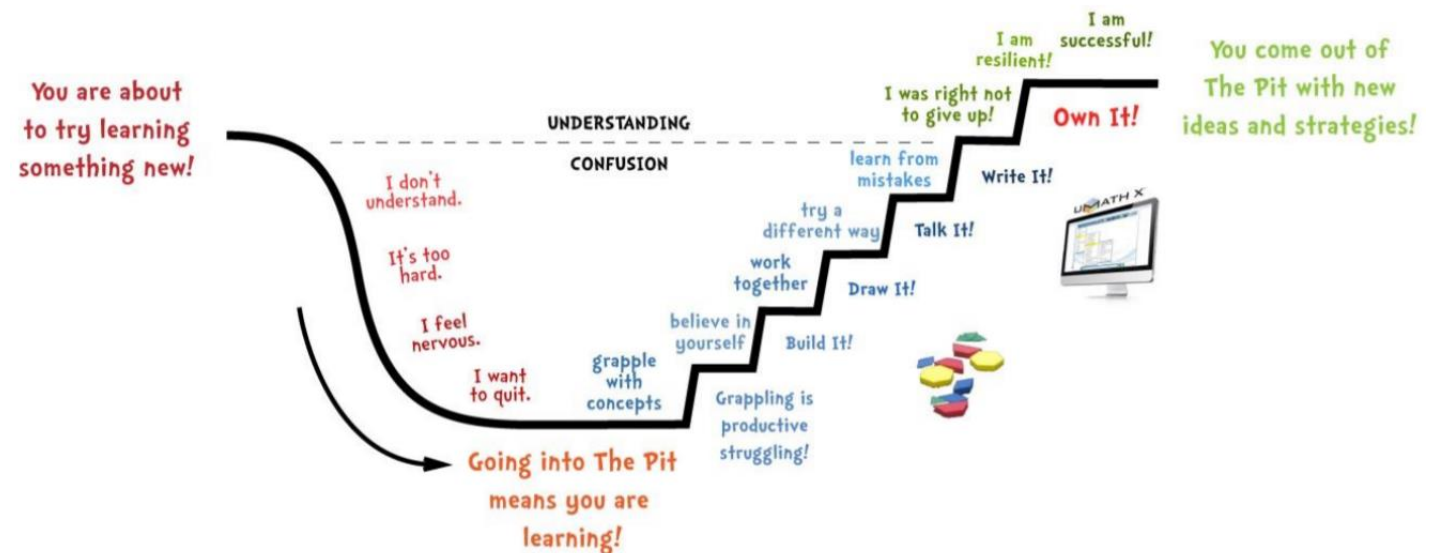 You are about
to try learning
something new!
UNDERSTANDING
CONFUSION
I don't
understand.
It's too
hard.
I feel
nervous.
I want
to quit.
Going into The Pit
means you are
learning!
grapple
with
concepts
Grappling is
productive
struggling!
believe in
yourself
Build It!
work
together
Draw It!
try a
different way
Talk It!
learn from
mistakes
Write It!
I was right not
to give up!
Own It!
I am
resilient!
I am
successful!
You come out of
The Pit with new
ideas and strategies!
UMATH X